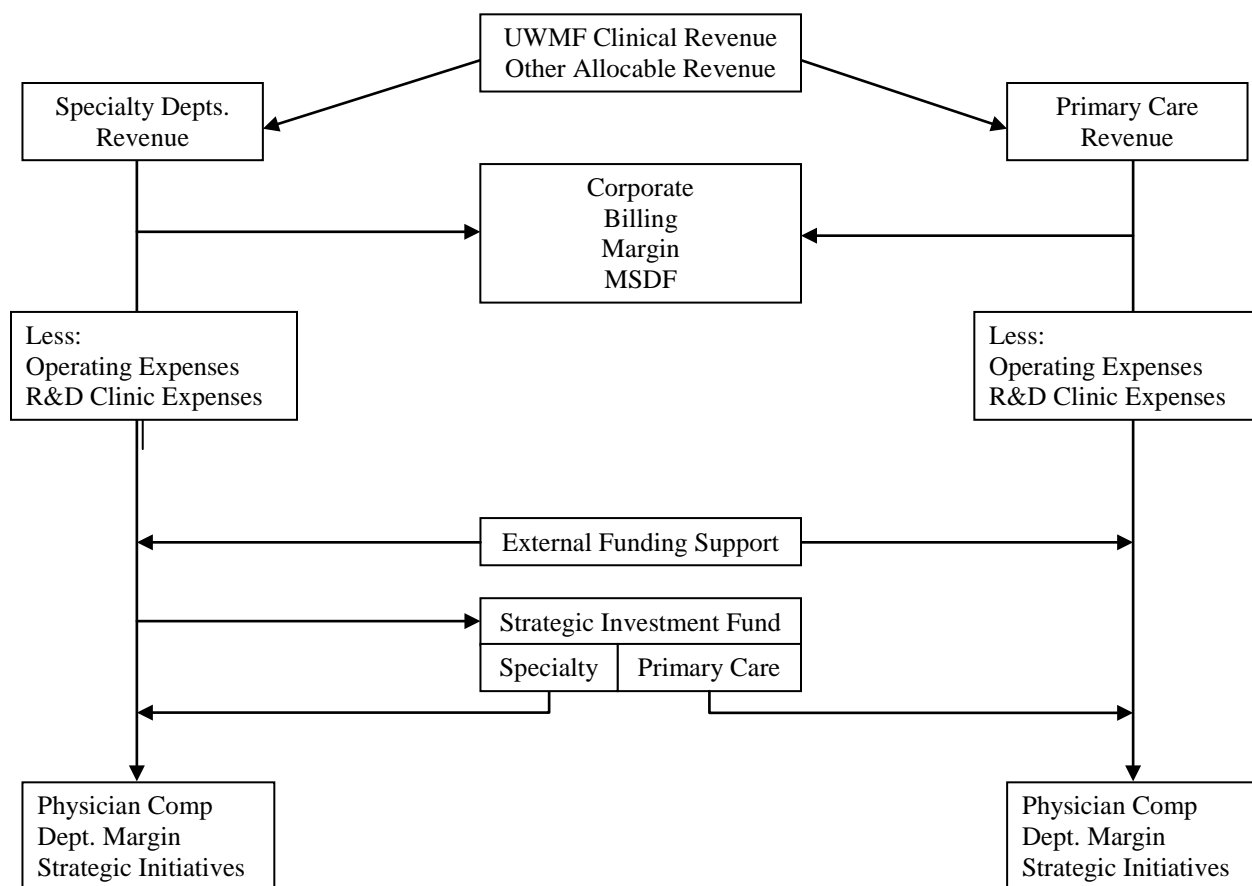 UWMF Clinical Revenue
Other Allocable Revenue
Specialty Depts.
Revenue
Primary Care
Revenue
Corporate
Billing
Margin
MSDF
Less:
Operating Expenses
R&D Clinic Expenses
Less:
Operating Expenses
R&D Clinic Expenses
External Funding Support
Strategic Investment Fund
Specialty
Primary Care
Physician Comp
Dept. Margin
Strategic Initiatives
Physician Comp
Dept. Margin
Strategic Initiatives